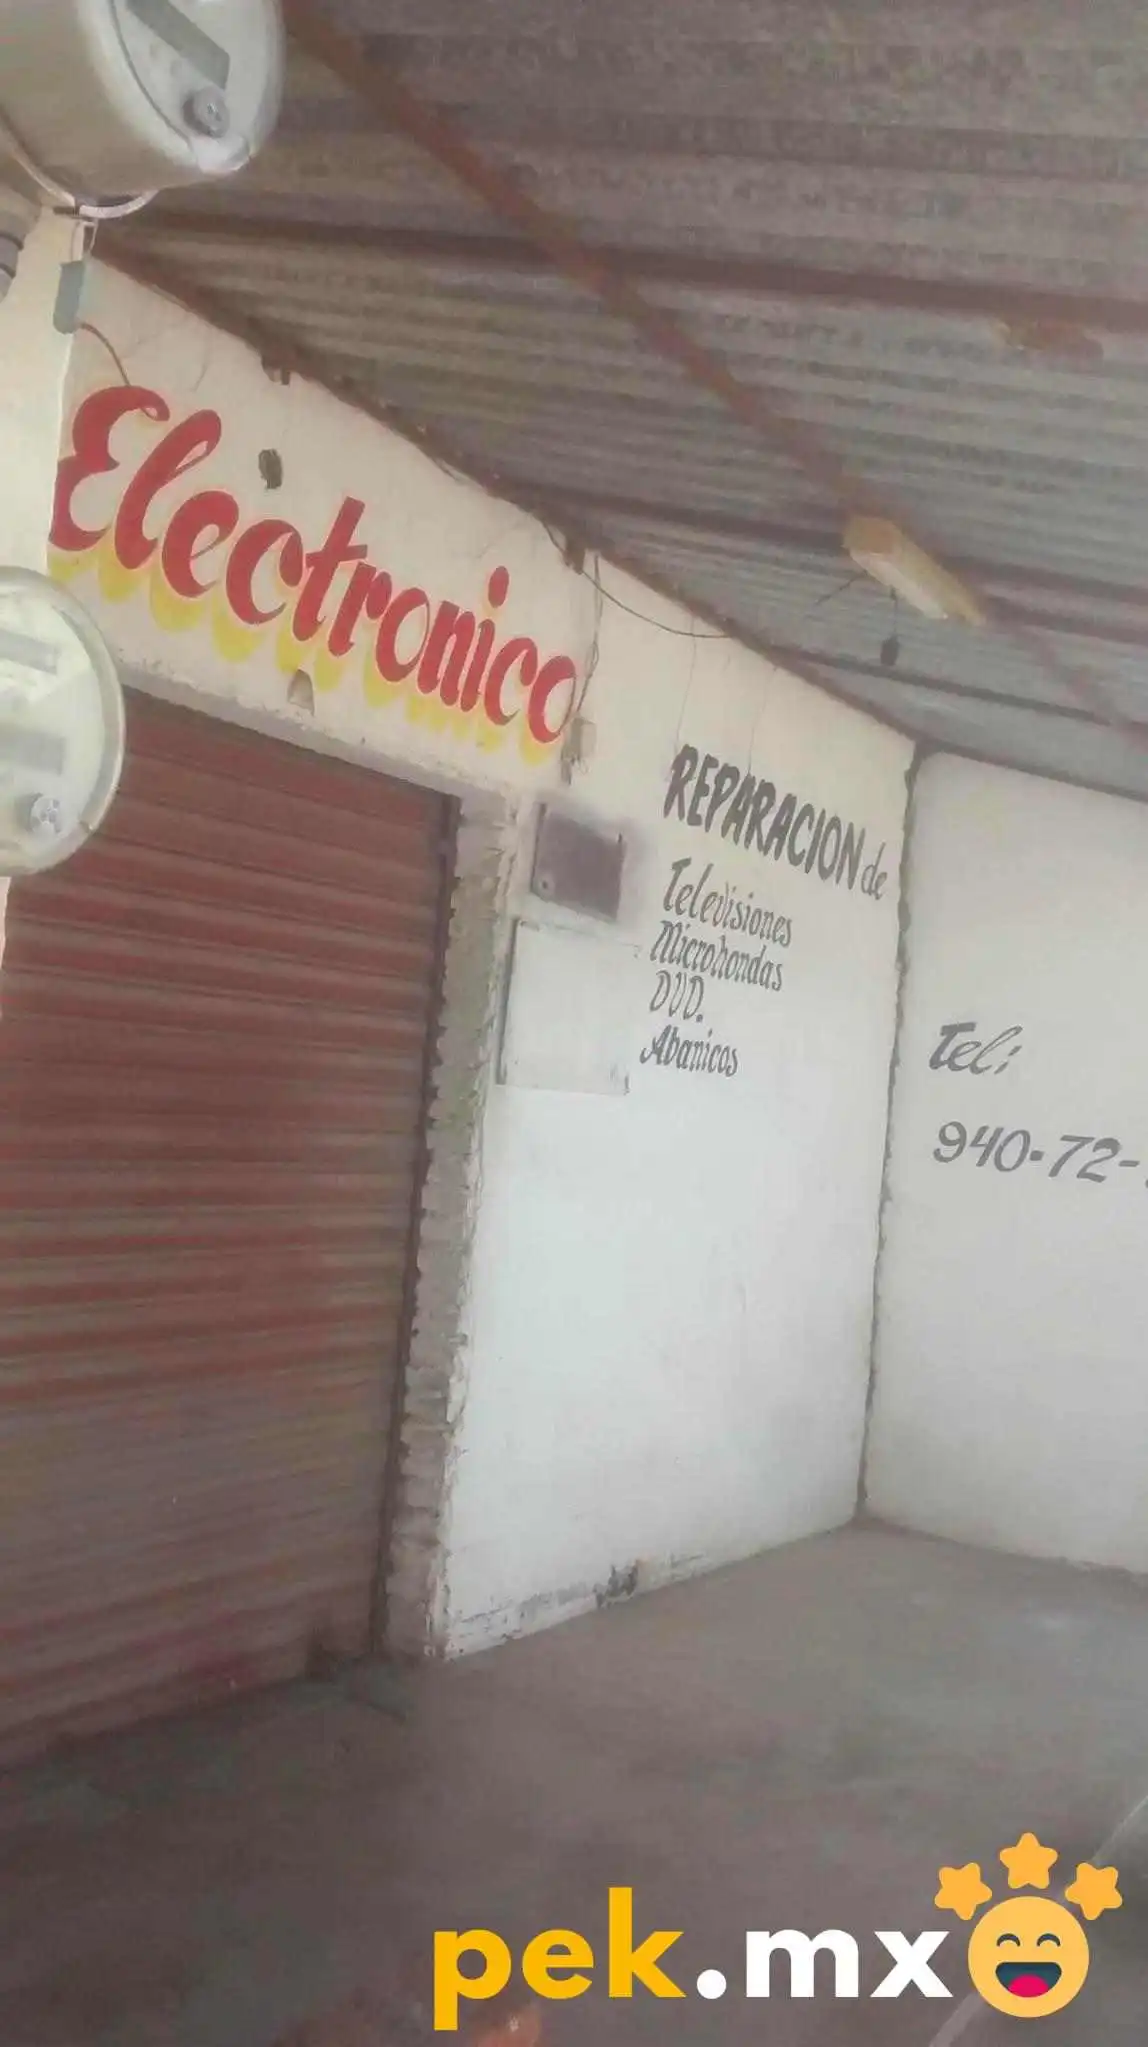 Electronico
REPARACION de
Televisiones
Microhondas
DVD.
Abanicos
Tel:
940-72-
pek.mx